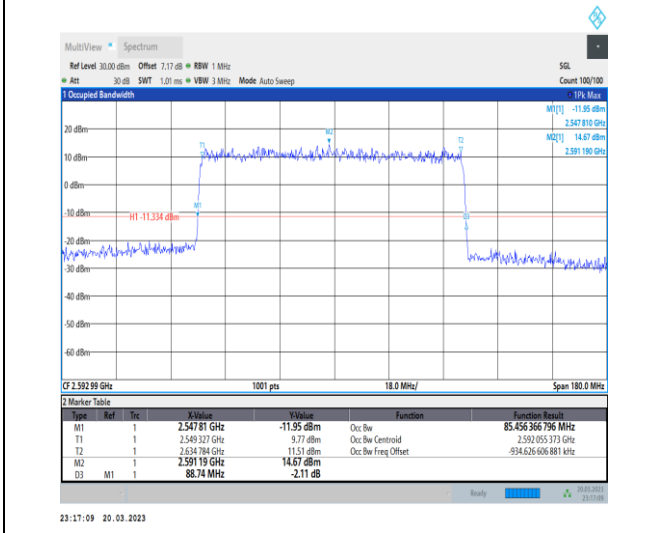 MultiView Spectrum
Ref Level 30.00 dBm Offset 7.17 dB RBW 1 MHz SGL
Att 30 dB SWT 1.01 ms VBW 3 MHz Mode Auto Sweep Count 100/100
1 Occupied Bandwidth 1Pk Max
M1[1] -11.95 dBm
2.547 810 GHz
M2[1] 14.67 dBm
2.591 190 GHz
20 dBm
T1 M2 T2
10 dBm
0 dBm
M1
-10 dBm
H1 -11.334 dBm D3
-20 dBm
-30 dBm
-40 dBm
-50 dBm
-60 dBm
CF 2.592 99 GHz 1001 pts 18.0 MHz/ Span 180.0 MHz
2 Marker Table
Type Ref Trc X-Value Y-Value Function Function Result
M1 1 2.547 81 GHz -11.95 dBm Occ Bw 85.456 366 796 MHz
T1 1 2.549 327 GHz 9.77 dBm Occ Bw Centroid 2.592 055 373 GHz
T2 1 2.634 784 GHz 11.51 dBm Occ Bw Freq Offset -934.626 606 881 kHz
M2 1 2.591 19 GHz 14.67 dBm
D3 M1 1 88.74 MHz -2.11 dB
Ready 20.03.2023
23:17:09
23:17:09 20.03.2023